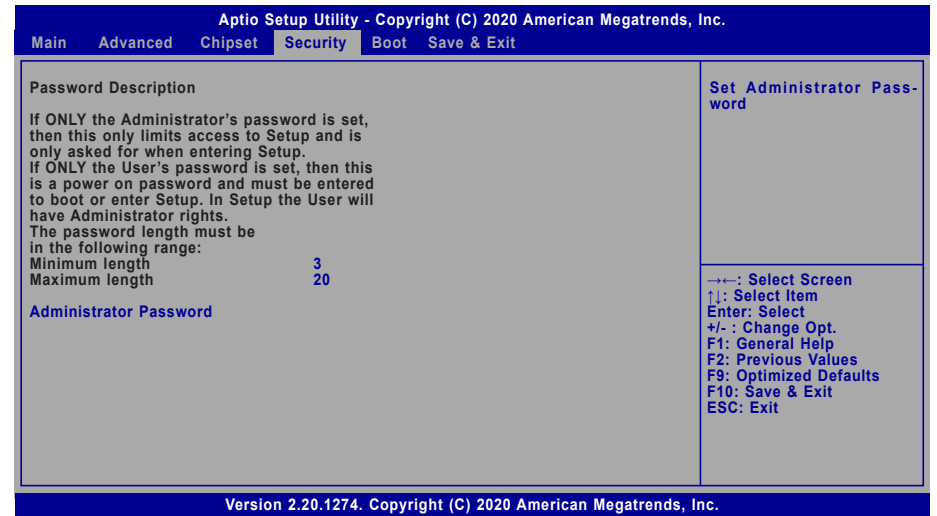 Aptio Setup Utility - Copyright (C) 2020 American Megatrends, Inc.
Main Advanced Chipset Security Boot Save & Exit
Password Description
If ONLY the Administrator's password is set,
then this only limits access to Setup and is
only asked for when entering Setup.
If ONLY the User's password is set, then this
is a power on password and must be entered
to boot or enter Setup. In Setup the User will
have Administrator rights.
The password length must be
in the following range:
Minimum length 3
Maximum length 20
Administrator Password
Set Administrator Pass-
word
→←: Select Screen
↑↓: Select Item
Enter: Select
+/- : Change Opt.
F1: General Help
F2: Previous Values
F9: Optimized Defaults
F10: Save & Exit
ESC: Exit
Version 2.20.1274. Copyright (C) 2020 American Megatrends, Inc.